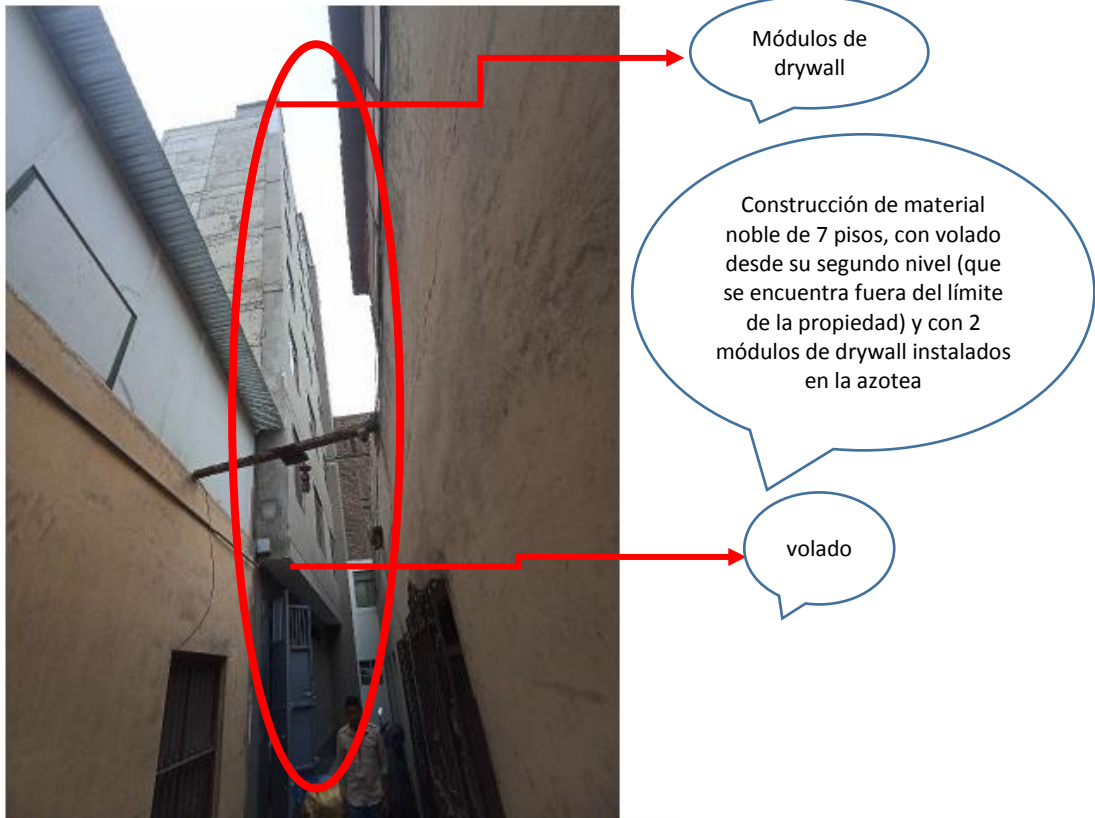 Módulos de
drywall
Construcción de material
noble de 7 pisos, con volado
desde su segundo nivel (que
se encuentra fuera del límite
de la propiedad) y con 2
módulos de drywall instalados
en la azotea
volado